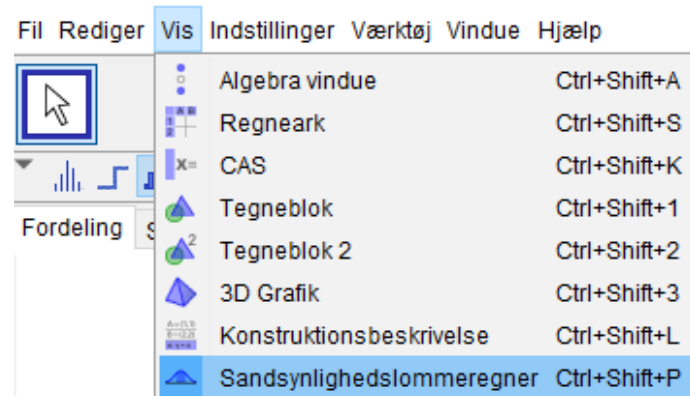 Fil Rediger Vis Indstillinger Værktøj Vindue Hjælp
Algebra vindue Ctrl+Shift+A
Regneark Ctrl+Shift+S
CAS Ctrl+Shift+K
Tegneblok Ctrl+Shift+1
Tegneblok 2 Ctrl+Shift+2
3D Grafik Ctrl+Shift+3
Konstruktionsbeskrivelse Ctrl+Shift+L
Sandsynlighedslommeregner Ctrl+Shift+P
Fordeling